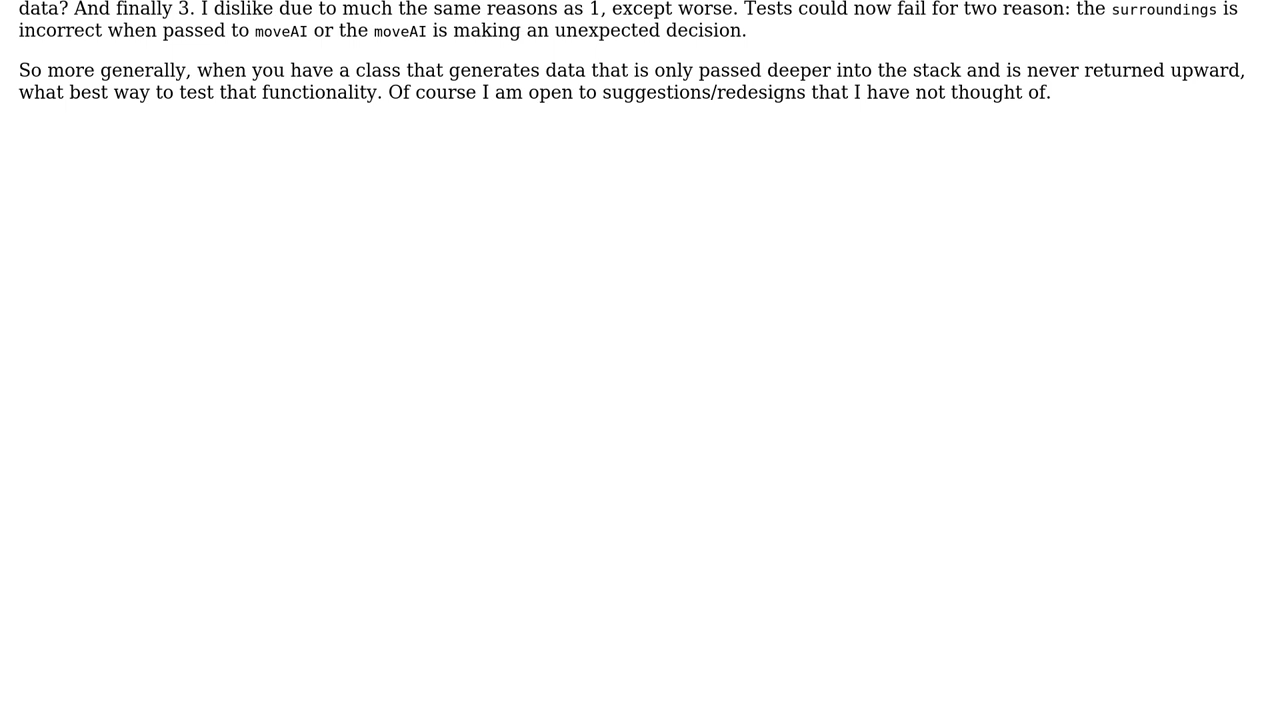 data? And finally 3. I dislike due to much the same reasons as 1, except worse. Tests could now fail for two reason: the surroundings is
incorrect when passed to moveAI or the moveAI is making an unexpected decision.
So more generally, when you have a class that generates data that is only passed deeper into the stack and is never returned upward,
what best way to test that functionality. Of course I am open to suggestions/redesigns that I have not thought of.